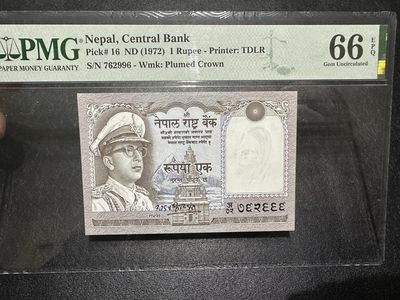 PMG
PAPER MONEY GUARANTY
Nepal, Central Bank
Pick# 16 ND (1972) 1 Rupee - Printer: TDLR
S/N 762996 - Wmk: Plumed Crown
66 EPQ
Gem Uncirculated
श्री
नेपाल राष्ट्र बैंक
रूपैयाँ एक
७६२९९६